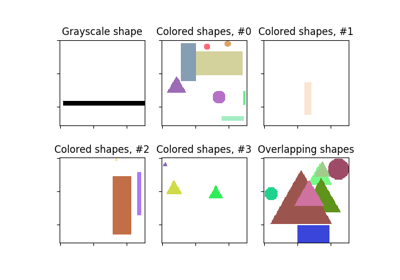 Grayscale shape
Colored shapes, #0
Colored shapes, #1
Colored shapes, #2
Colored shapes, #3
Overlapping shapes